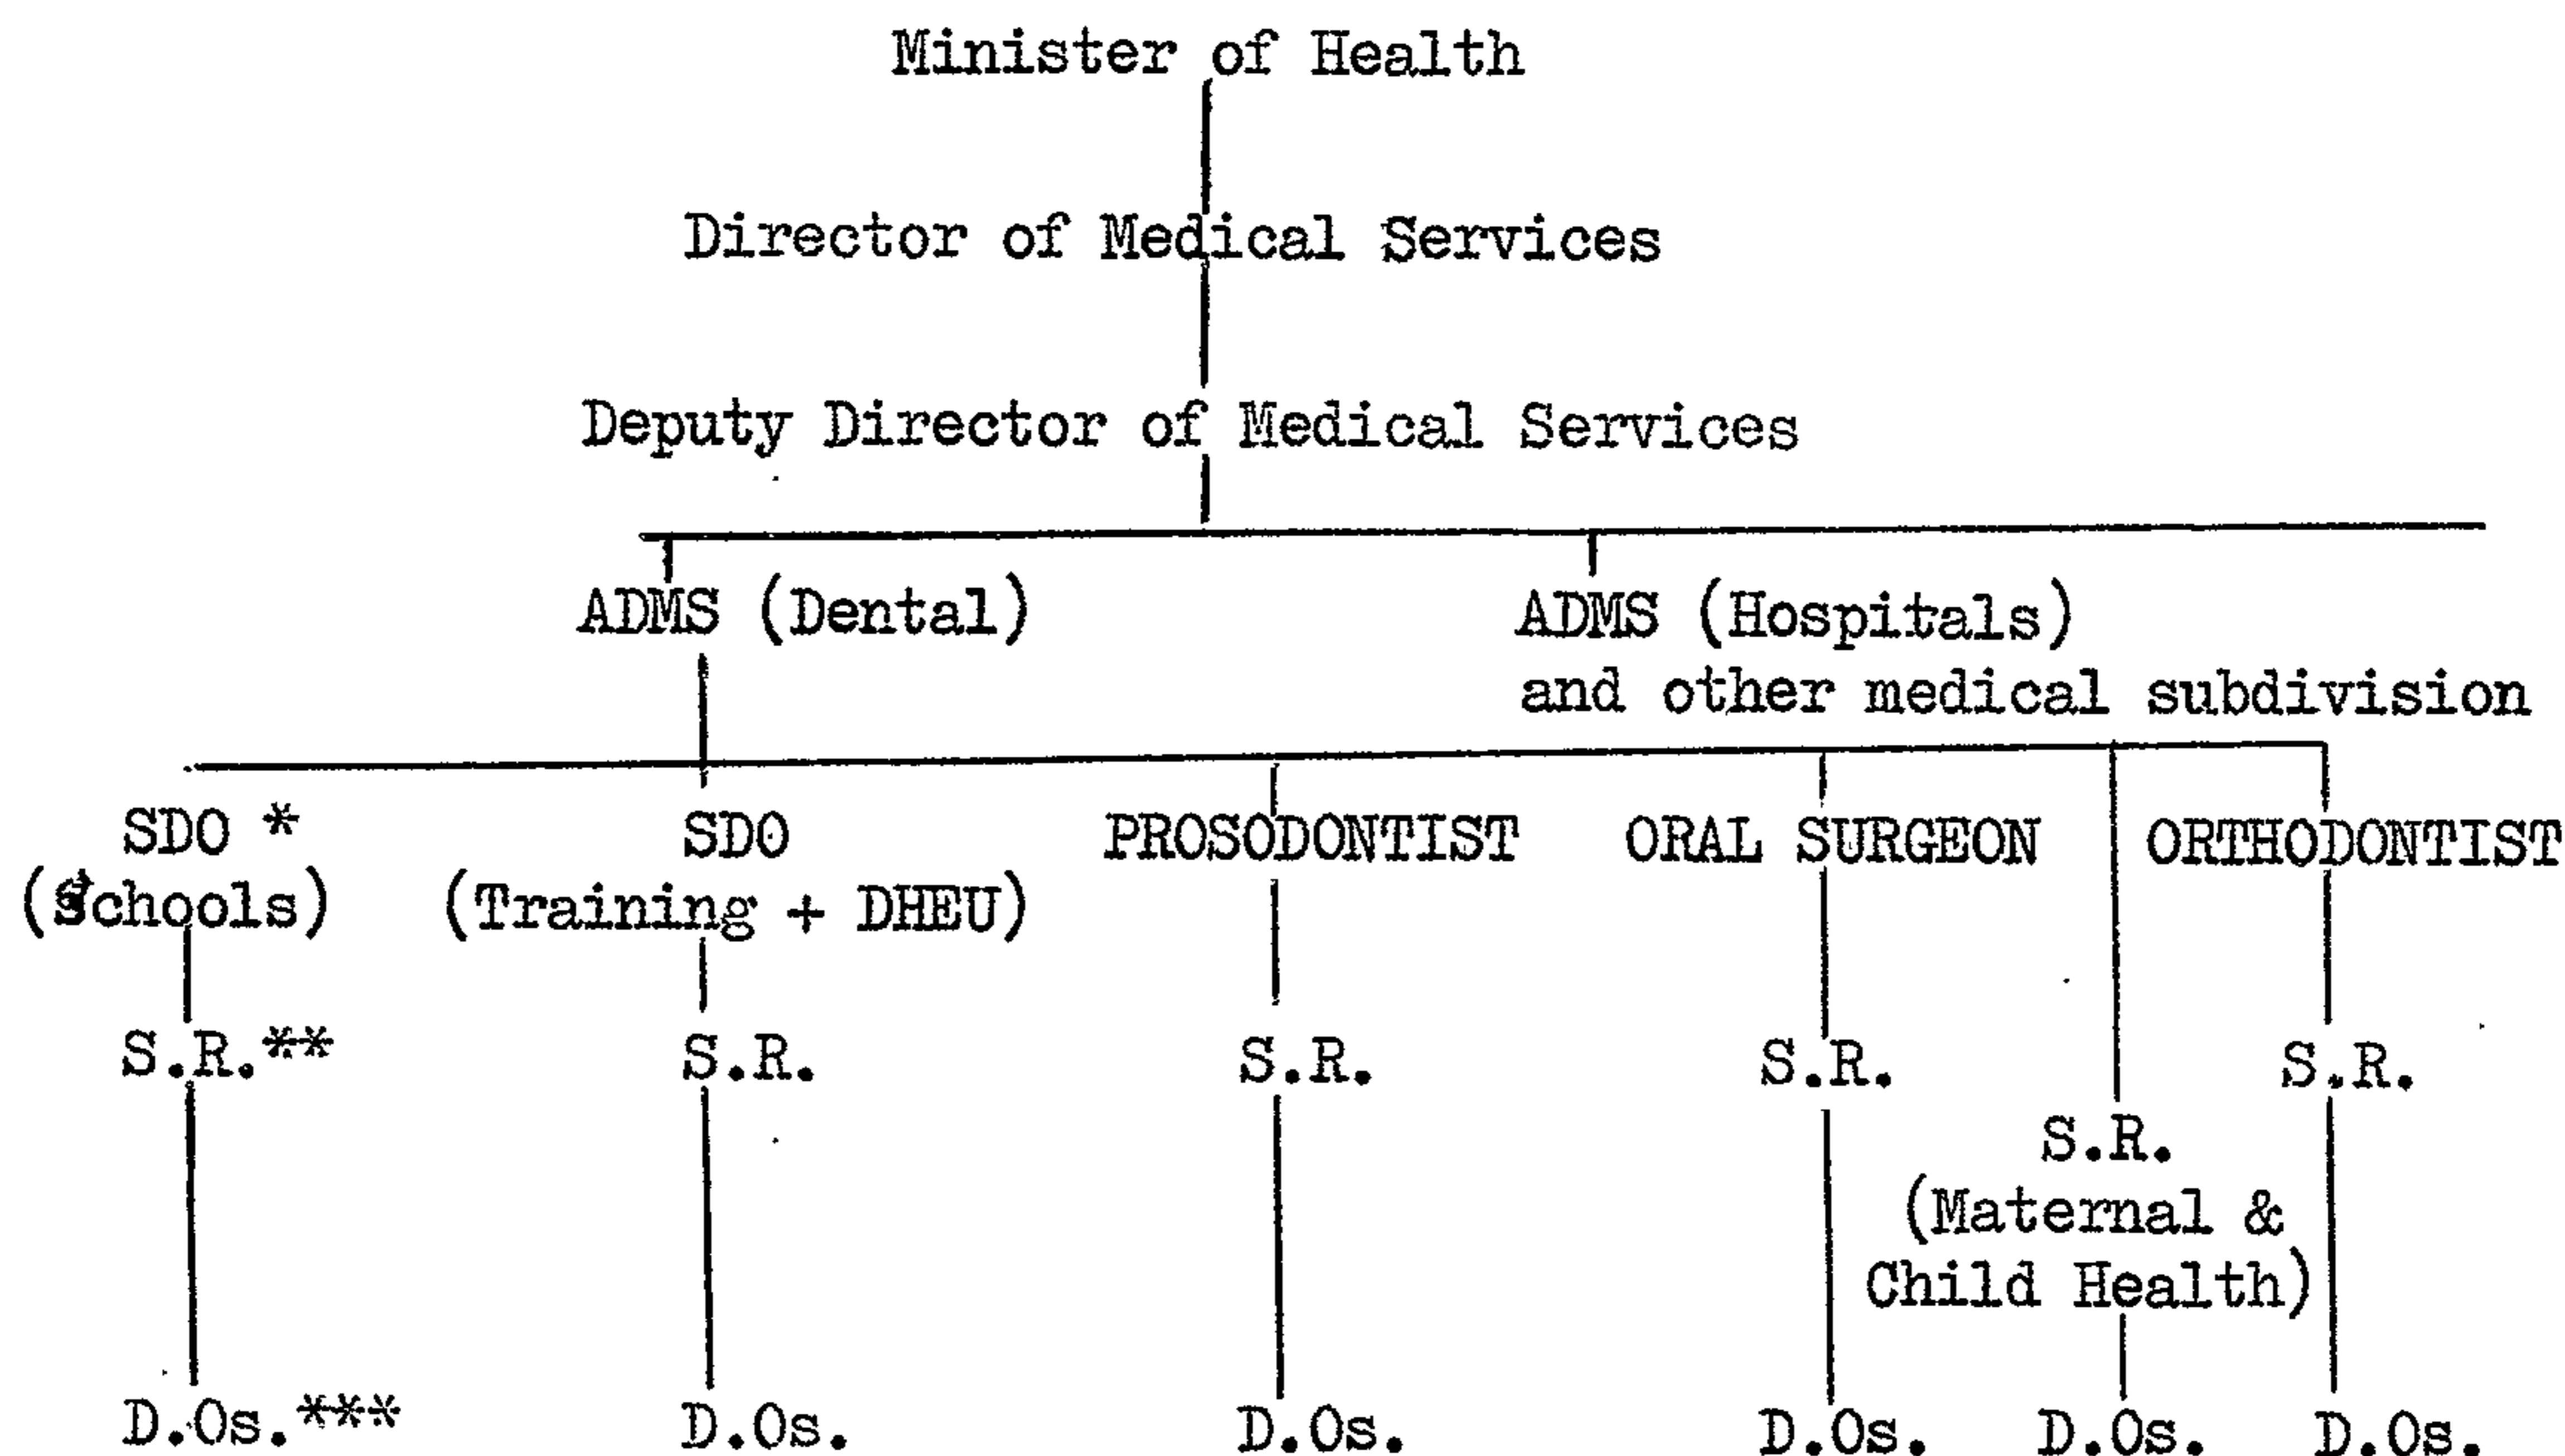 Minister of Health
Director of Medical Services
Deputy Director of Medical Services
ADMS (Dental)
ADMS (Hospitals)
and other medical subdivision
SDO *
(Schools)
SDO
(Training + DHEU)
PROSODONTIST
ORAL SURGEON
ORTHODONTIST
S.R.**
S.R.
S.R.
S.R.
S.R.
S.R.
(Maternal &
Child Health)
D.Os.***
D.Os.
D.Os.
D.Os.
D.Os.
D.Os.